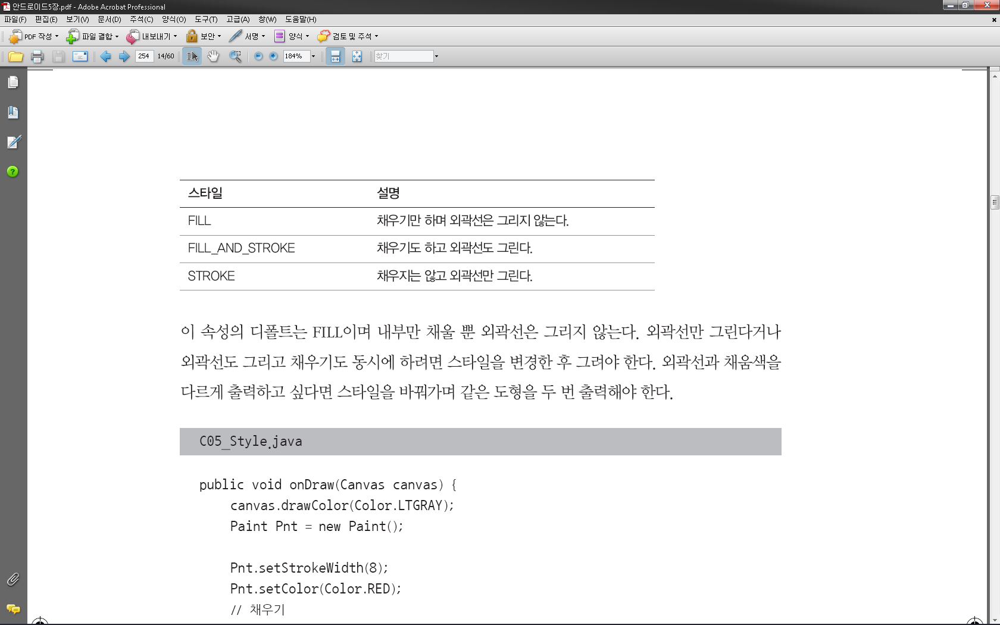 안드로이드5장.pdf - Adobe Acrobat Professional
파일(F) 편집(E) 보기(V) 문서(D) 주석(C) 양식(O) 도구(T) 고급(A) 창(W) 도움말(H)
PDF 작성 파일 결합 내보내기 보안 서명 양식 검토 및 주석
254 14/60 184% 찾기
스타일 설명
FILL 채우기만 하며 외곽선은 그리지 않는다.
FILL_AND_STROKE 채우기도 하고 외곽선도 그린다.
STROKE 채우지는 않고 외곽선만 그린다.
이 속성의 디폴트는 FILL이며 내부만 채울 뿐 외곽선은 그리지 않는다. 외곽선만 그린다거나
외곽선도 그리고 채우기도 동시에 하려면 스타일을 변경한 후 그려야 한다. 외곽선과 채움색을
다르게 출력하고 싶다면 스타일을 바꿔가며 같은 도형을 두 번 출력해야 한다.
C05_Style.java
public void onDraw(Canvas canvas) {
canvas.drawColor(Color.LTGRAY);
Paint Pnt = new Paint();
Pnt.setStrokeWidth(8);
Pnt.setColor(Color.RED);
// 채우기